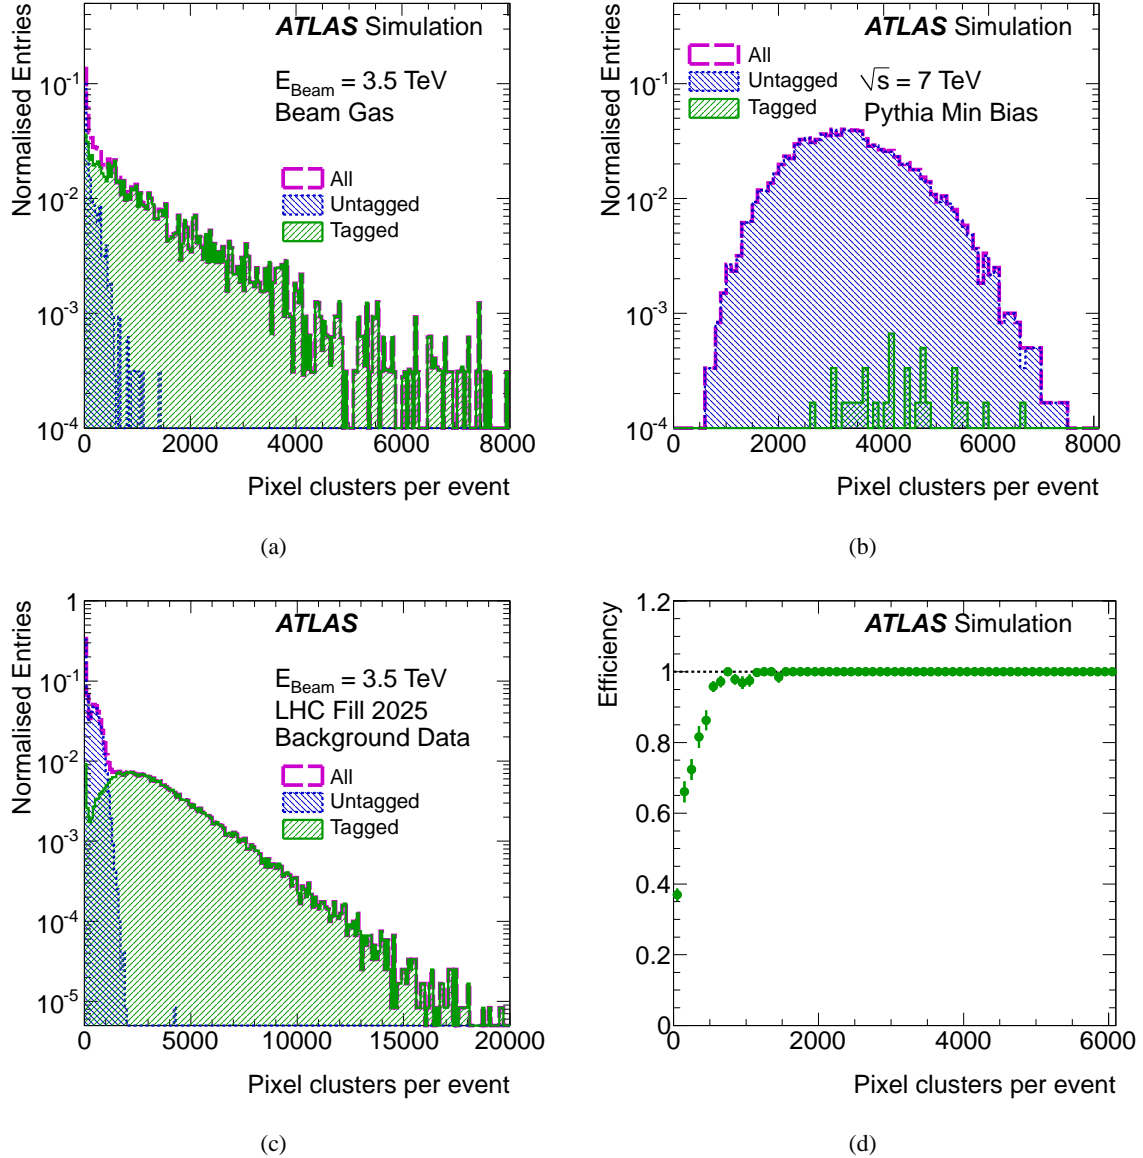 ATLAS Simulation
E_Beam = 3.5 TeV
Beam Gas
All
Untagged
Tagged
Normalised Entries
10^-1
10^-2
10^-3
10^-4
0 2000 4000 6000 8000
Pixel clusters per event
(a)
ATLAS Simulation
All
Untagged
Tagged
√s = 7 TeV
Pythia Min Bias
Normalised Entries
10^-1
10^-2
10^-3
10^-4
0 2000 4000 6000 8000
Pixel clusters per event
(b)
ATLAS
E_Beam = 3.5 TeV
LHC Fill 2025
Background Data
All
Untagged
Tagged
Normalised Entries
1
10^-1
10^-2
10^-3
10^-4
10^-5
0 5000 10000 15000 20000
Pixel clusters per event
(c)
ATLAS Simulation
Efficiency
1.2
1
0.8
0.6
0.4
0.2
0
0 2000 4000 6000
Pixel clusters per event
(d)